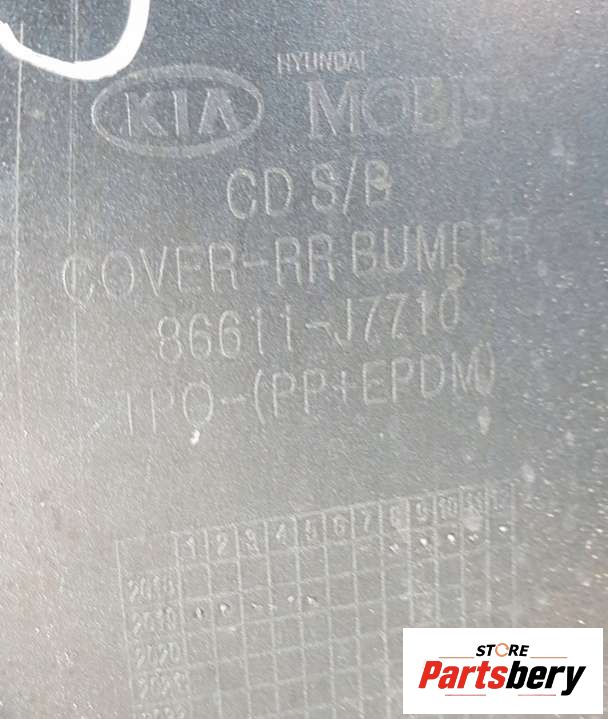 HYUNDAI
KIA MOBIS
CD S/B
COVER-RR BUMPER
86611-J7710
>TPO-(PP+EPDM)
1 2 3 4 5 6 7 8 9 10 11 12
2018
2019
2020
STORE
Partsbery